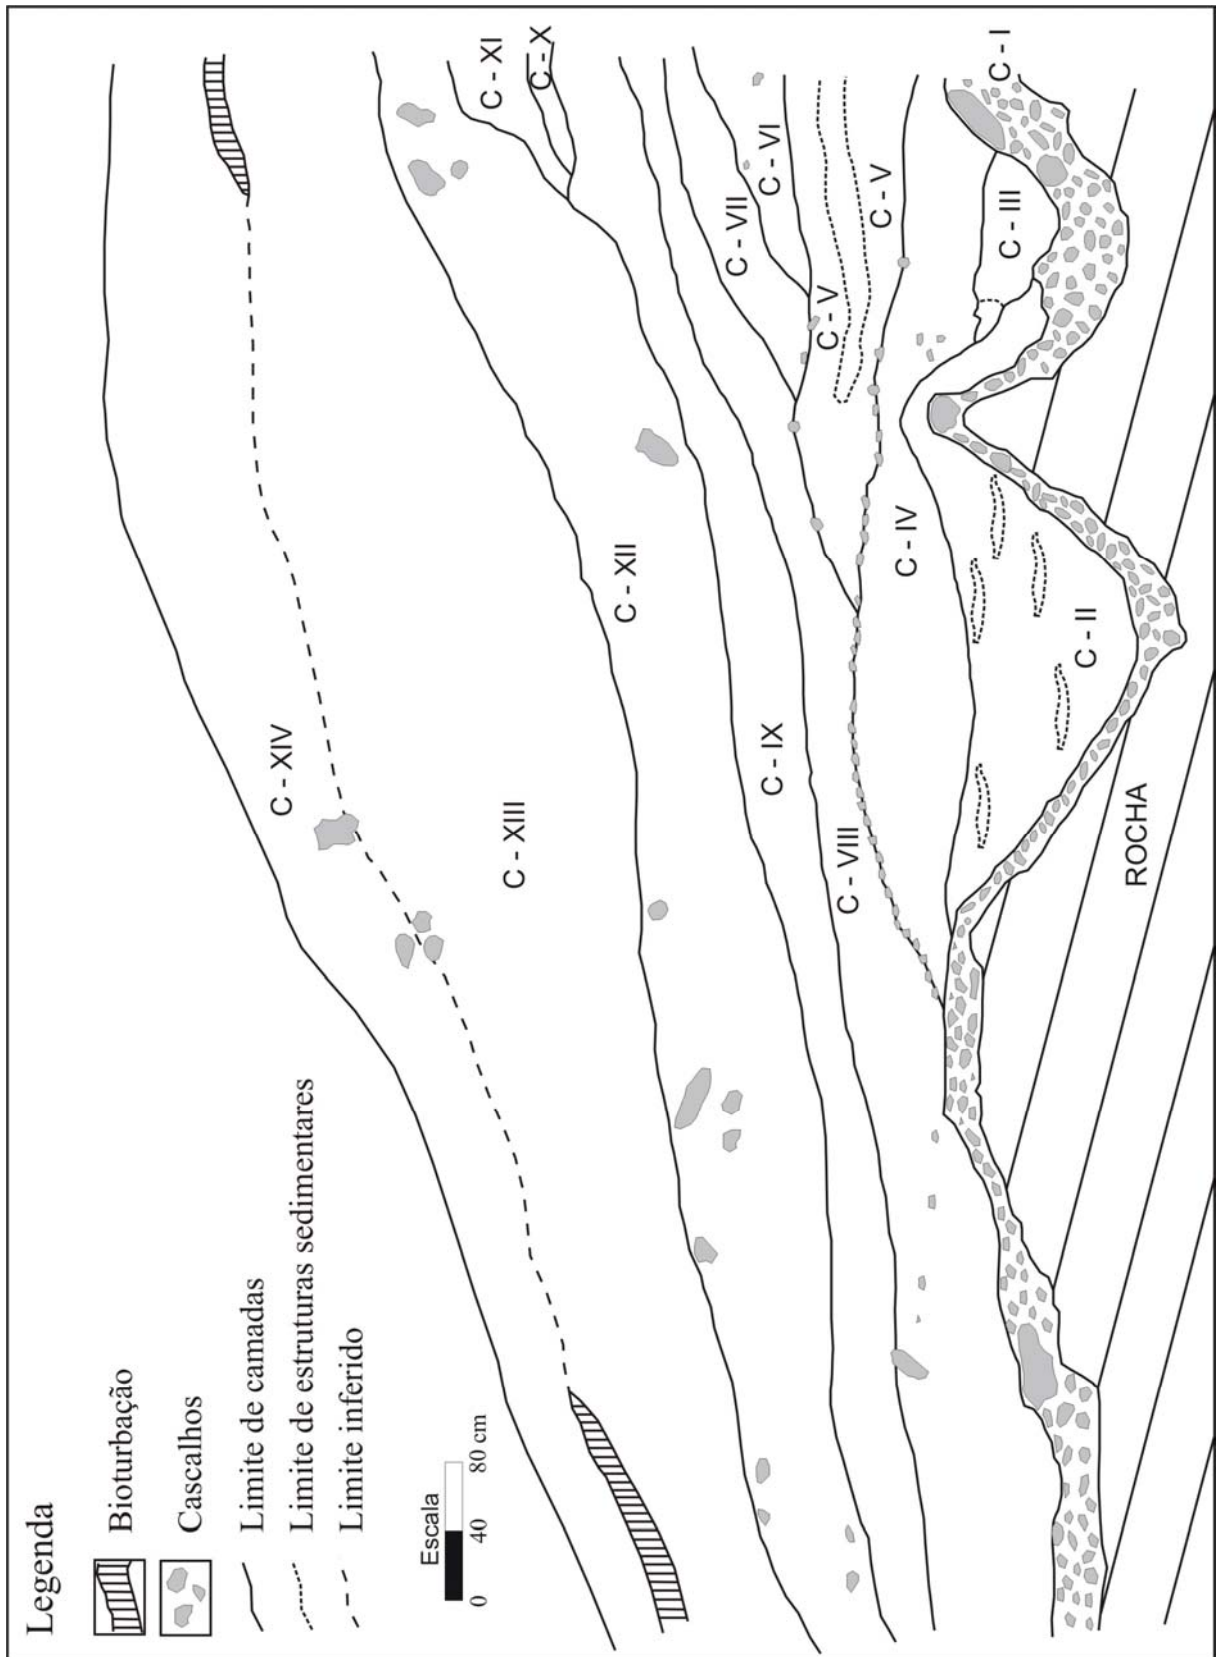 Legenda
Bioturbação
Cascalhos
Limite de camadas
Limite de estruturas sedimentares
Limite inferido
Escala
0 40 80 cm
C - XIV
C - XIII
C - XII
C - XI
C - X
C - IX
C - VIII
C - VII
C - VI
C - V
C - V
C - IV
C - III
C - II
C - I
ROCHA